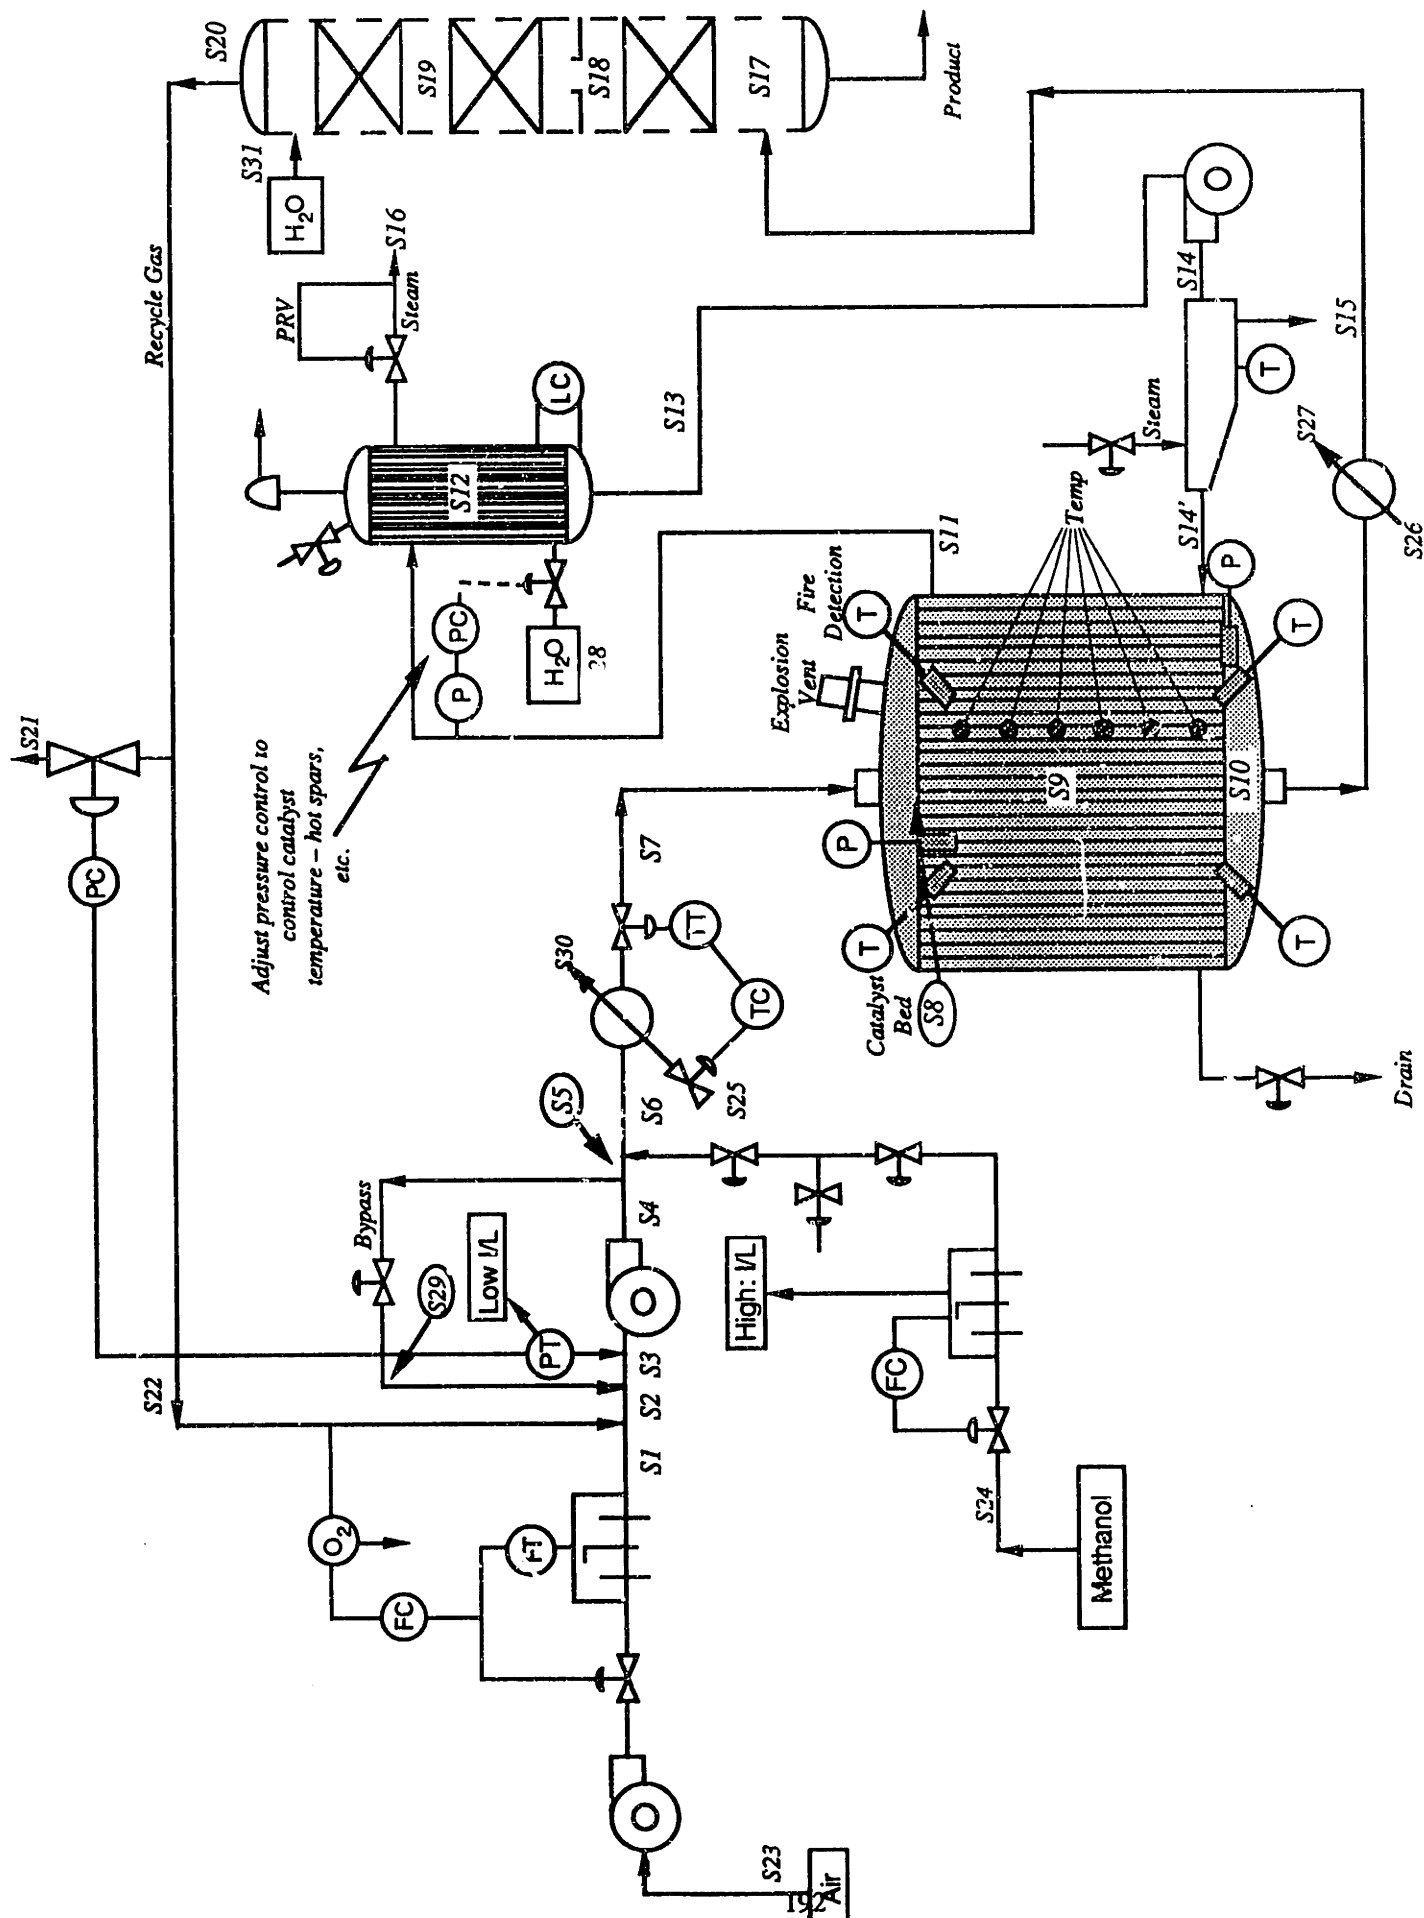 S20
S31
H₂O
S19
S18
S17
Product
Recycle Gas
PRV
S16
Steam
LC
S12
S13
S14
Steam
T
S15
S27
S26
S14'
P
S11
Temp
Fire
Detection
T
Explosion
Vent
PC
P
H₂O
28
S21
PC
Adjust pressure control to
control catalyst
temperature – hot spars,
etc.
S7
S30
TT
TC
S25
S6
S5
P
T
S9
S10
T
T
Catalyst
Bed
S8
Drain
Bypass
S4
S29
Low I/L
PT
S3
S2
S22
S1
High: I/L
FC
S24
Methanol
O₂
FC
FT
S23
Air
192